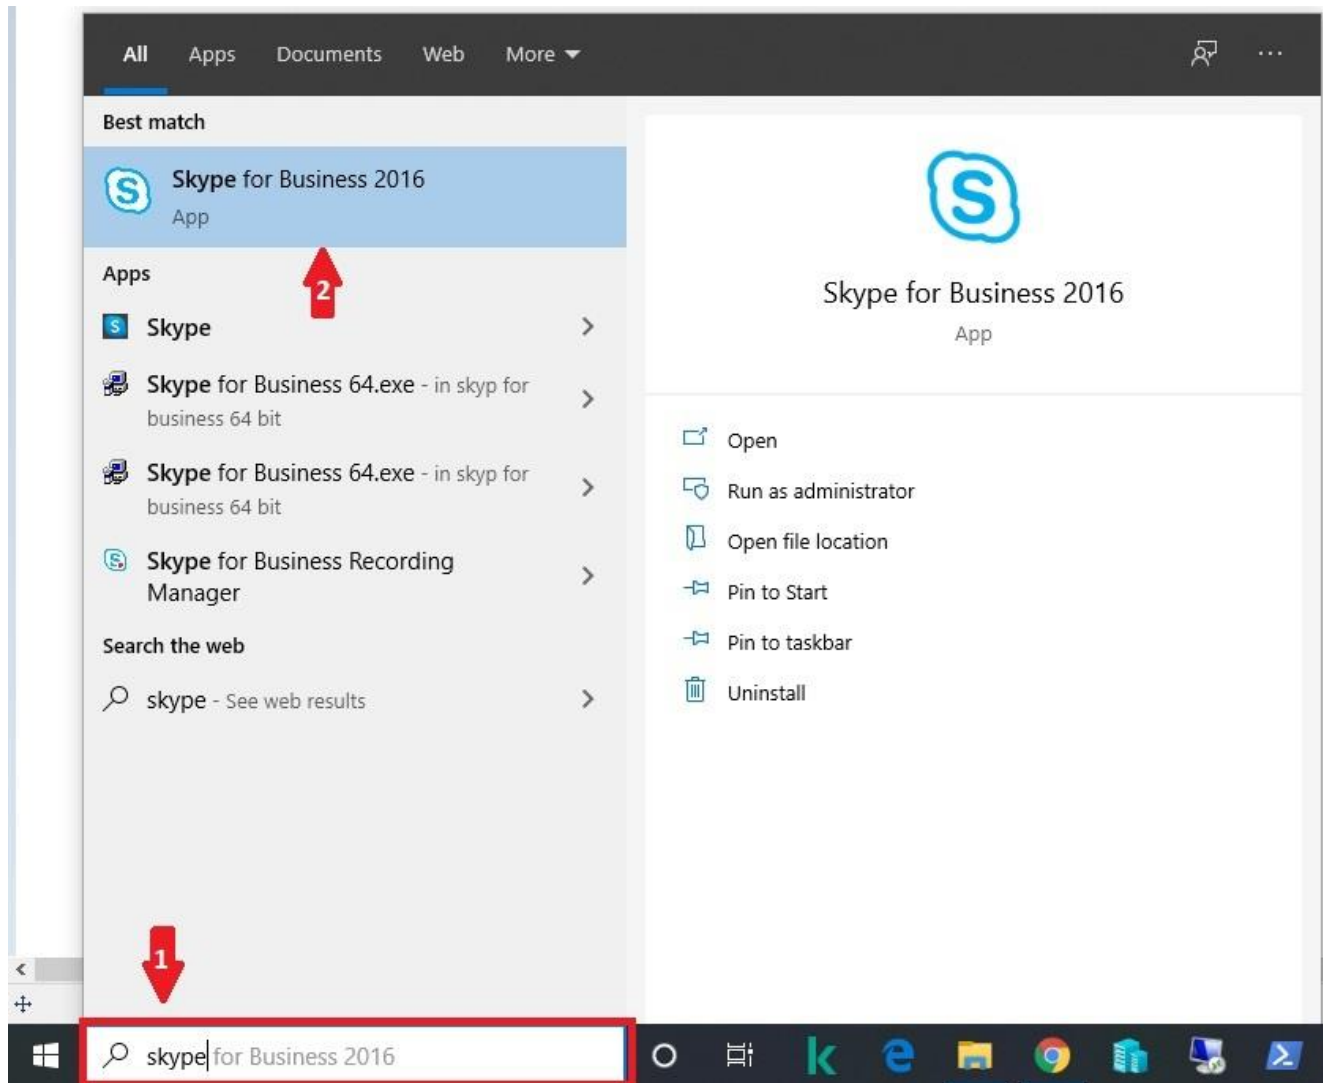 All Apps Documents Web More
Best match
Skype for Business 2016
App
Apps
2
Skype
Skype for Business 64.exe - in skyp for
business 64 bit
Skype for Business 64.exe - in skyp for
business 64 bit
Skype for Business Recording
Manager
Search the web
skype - See web results
Skype for Business 2016
App
Open
Run as administrator
Open file location
Pin to Start
Pin to taskbar
Uninstall
1
skype for Business 2016